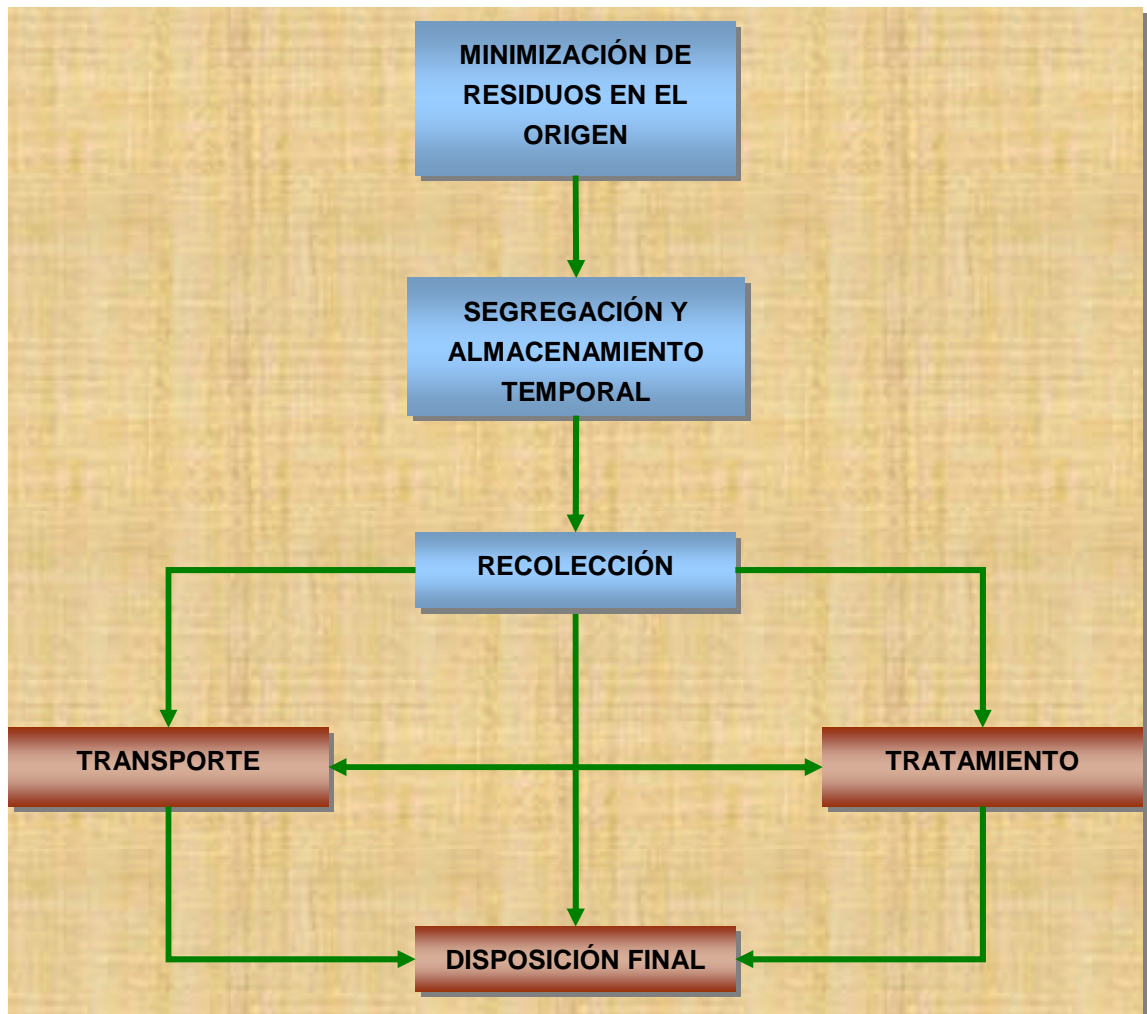 MINIMIZACIÓN DE
RESIDUOS EN EL
ORIGEN
SEGREGACIÓN Y
ALMACENAMIENTO
TEMPORAL
RECOLECCIÓN
TRANSPORTE
TRATAMIENTO
DISPOSICIÓN FINAL